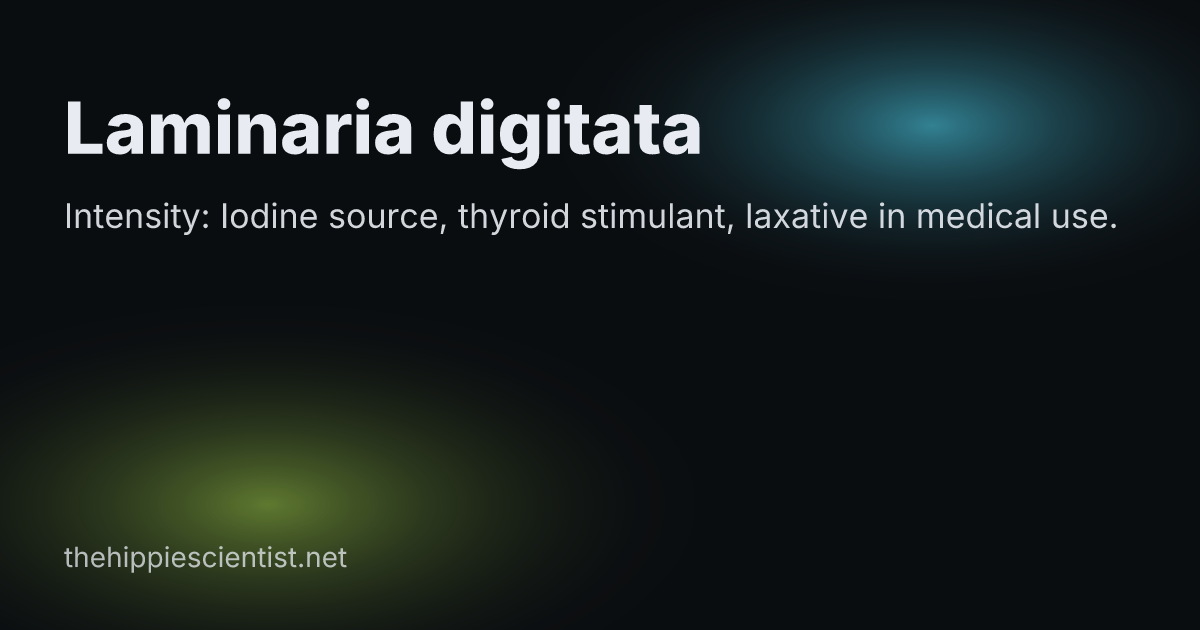 Laminaria digitata
Intensity: Iodine source, thyroid stimulant, laxative in medical use.
thehippiescientist.net